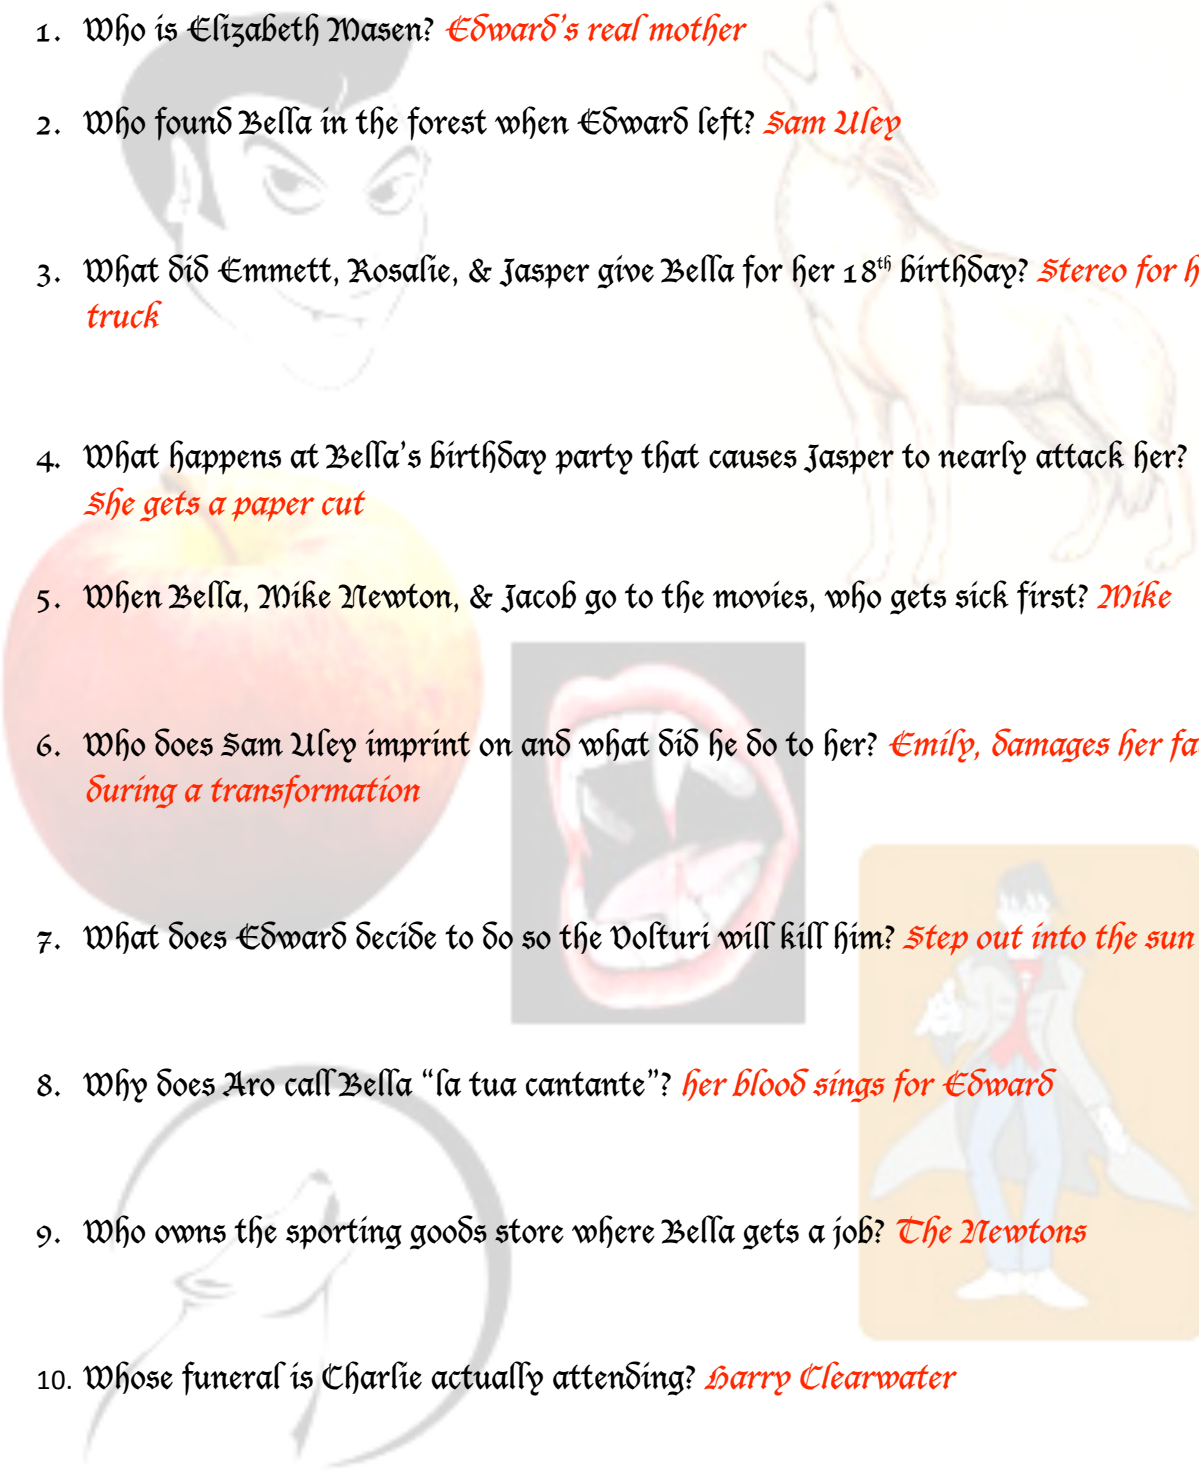 1. Who is Elizabeth Masen? Edward's real mother
2. Who found Bella in the forest when Edward left? Sam Uley
3. What did Emmett, Rosalie, & Jasper give Bella for her 18th birthday? Stereo for h
truck
4. What happens at Bella's birthday party that causes Jasper to nearly attack her?
She gets a paper cut
5. When Bella, Mike Newton, & Jacob go to the movies, who gets sick first? Mike
6. Who does Sam Uley imprint on and what did he do to her? Emily, damages her fa
during a transformation
7. What does Edward decide to do so the Volturi will kill him? Step out into the sun
8. Why does Aro call Bella “la tua cantante”? her blood sings for Edward
9. Who owns the sporting goods store where Bella gets a job? The Newtons
10. Whose funeral is Charlie actually attending? Harry Clearwater